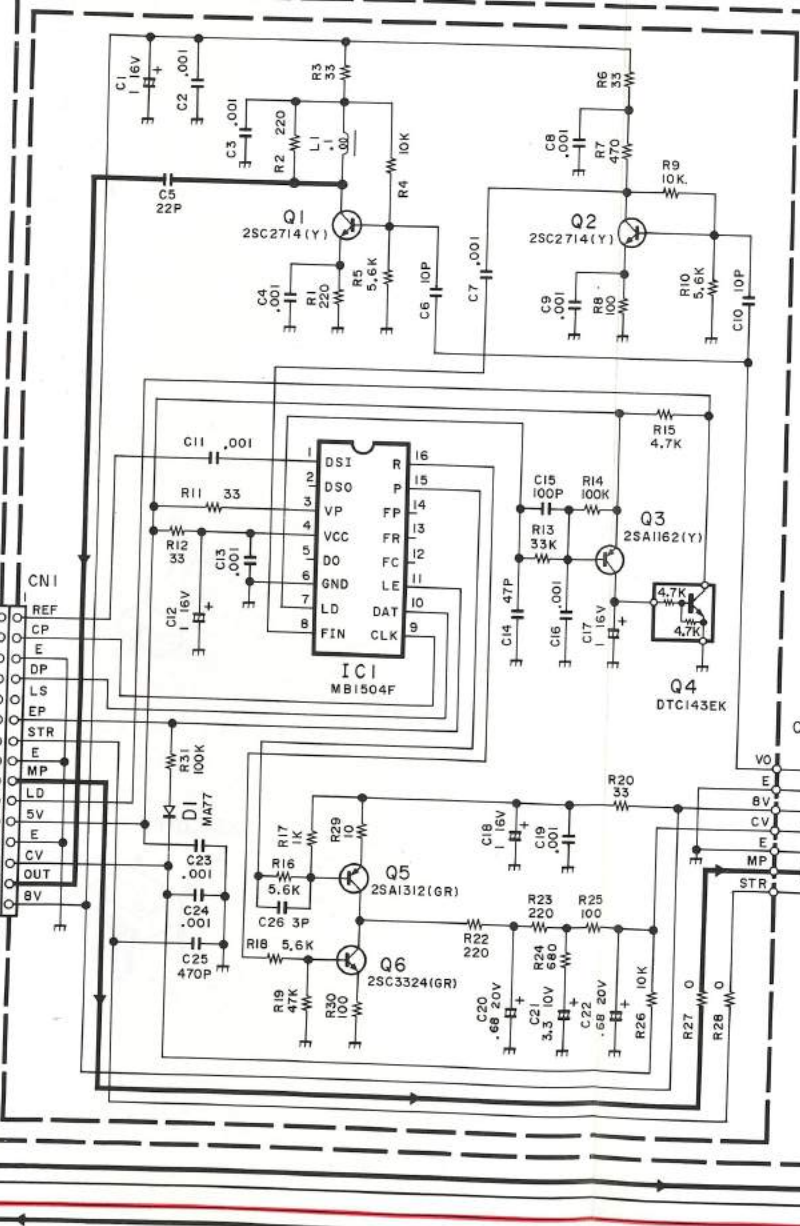 C1
1 16V
+
C2
.001
R3
33
R6
33
C3
.001
220
R2
L1
.1
10K
R4
C8
.001
R7
470
R9
10K
C5
22P
Q1
2SC2714(Y)
Q2
2SC2714(Y)
C4
.001
R1
220
R5
5.6K
C6
10P
C7
.001
C9
.001
R8
100
R10
5.6K
C10
10P
R15
4.7K
C11 .001
R11 33
R12
33
C13
.001
C12
1 16V
+
1
2
3
4
5
6
7
8
DSI
DSO
VP
VCC
DO
GND
LD
FIN
R
P
FP
FR
FC
LE
DAT
CLK
16
15
14
13
12
11
10
9
IC1
MB1504F
C15
100P
R14
100K
R13
33K
Q3
2SA1162(Y)
C14
47P
C16
.001
C17
1 16V
+
4.7K
4.7K
Q4
DTC143EK
CN1
1
REF
CP
E
DP
LS
EP
STR
E
MP
LD
5V
E
CV
OUT
8V
R31
100K
D1
MA77
C23
.001
C24
.001
C25
470P
R17
1K
R29
10
R16
5.6K
C26 3P
R18 5.6K
R19
47K
R30
100
Q5
2SA1312(GR)
Q6
2SC3324(GR)
C18
1 16V
+
C19
.001
R20
33
R22
220
R23
220
R25
100
R24
680
C20
.68 20V
+
C21
3.3 10V
+
C22
.68 20V
+
R26
10K
R27
0
R28
0
VO
E
8V
CV
E
MP
STR